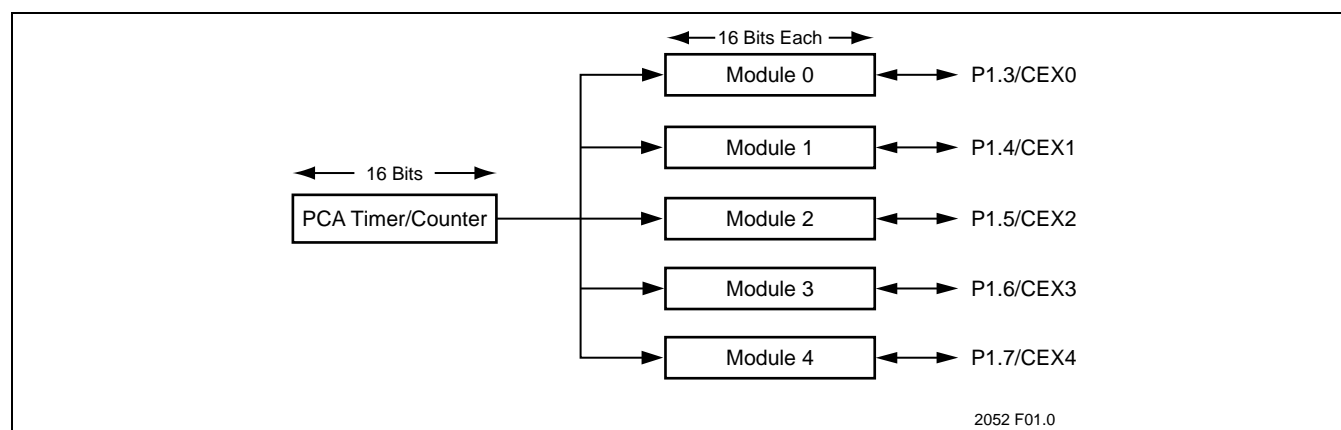 16 Bits Each
Module 0
P1.3/CEX0
Module 1
P1.4/CEX1
16 Bits
PCA Timer/Counter
Module 2
P1.5/CEX2
Module 3
P1.6/CEX3
Module 4
P1.7/CEX4
2052 F01.0